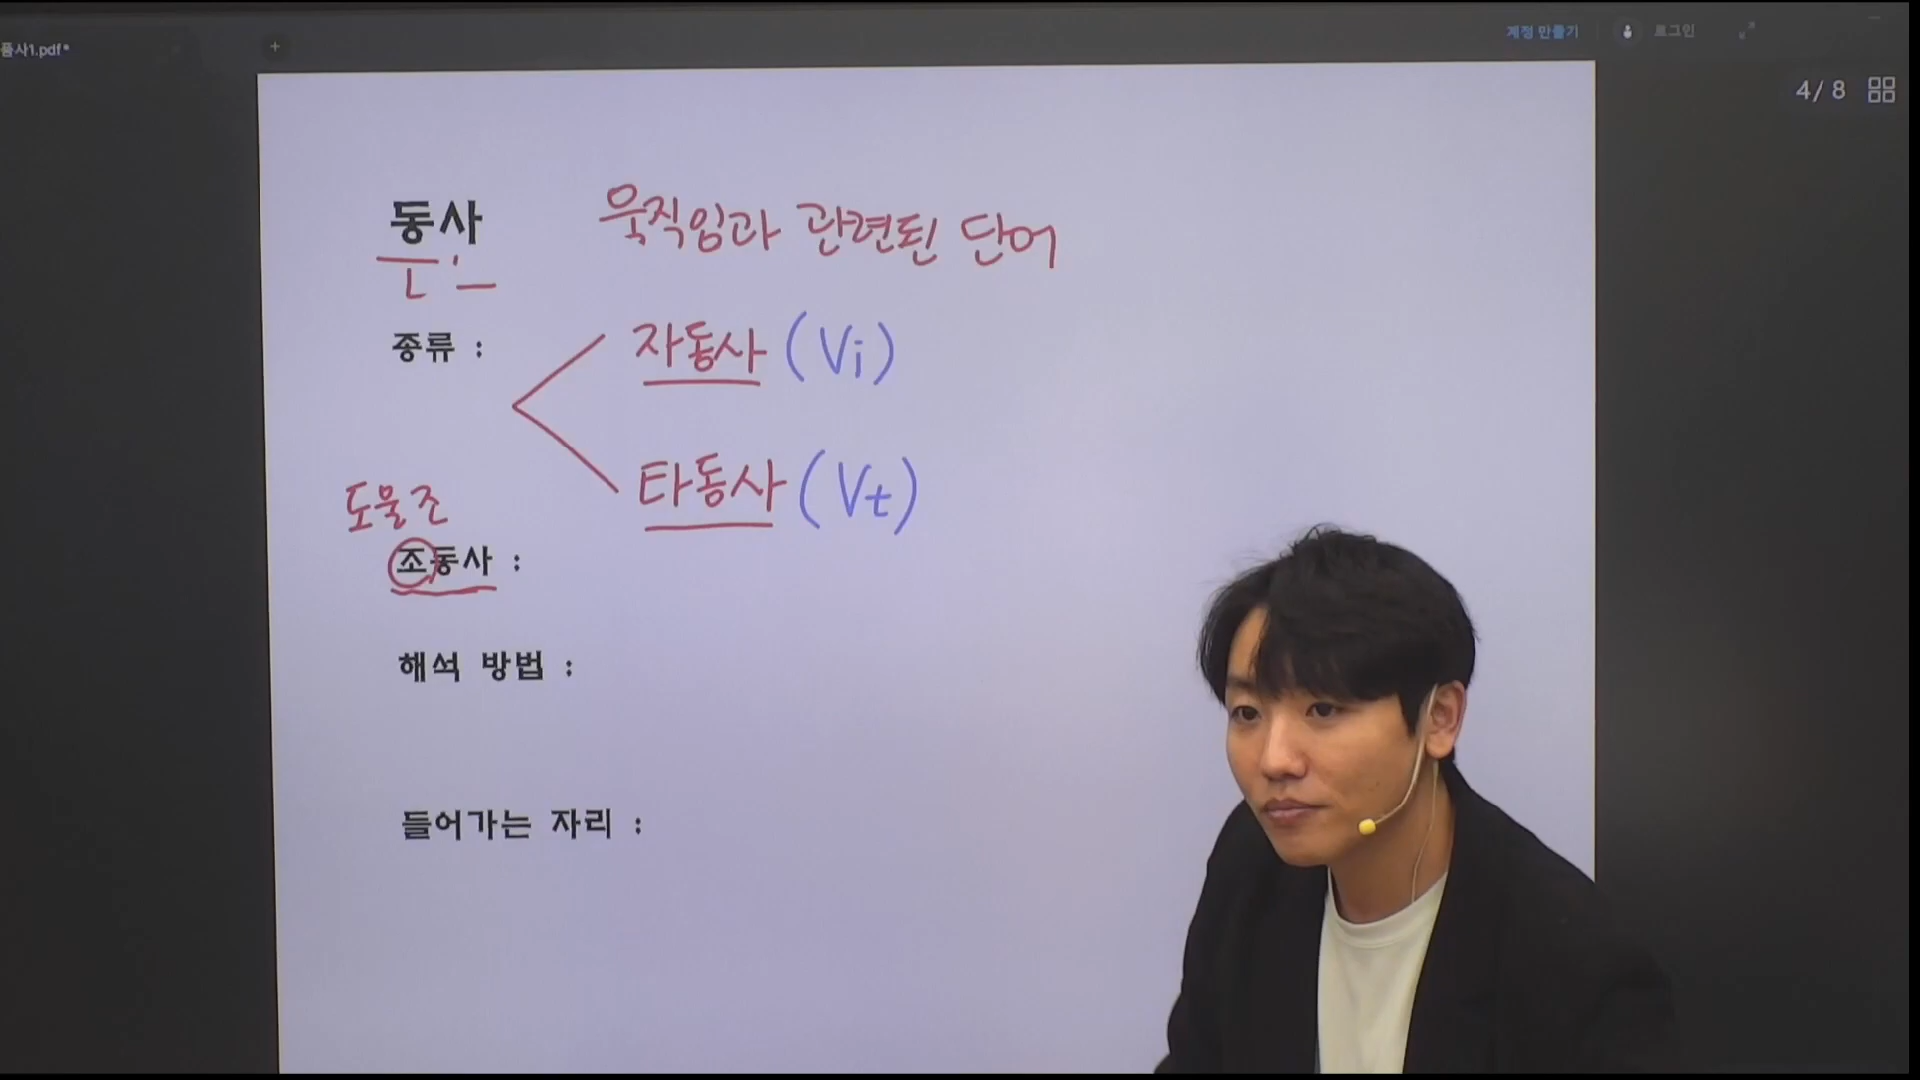 품사1.pdf*
+
계정 만들기
로그인
4/ 8
동사 움직임과 관련된 단어
종류 :
자동사 (Vi)
타동사 (Vt)
도울 조
조동사 :
해석 방법 :
들어가는 자리 :